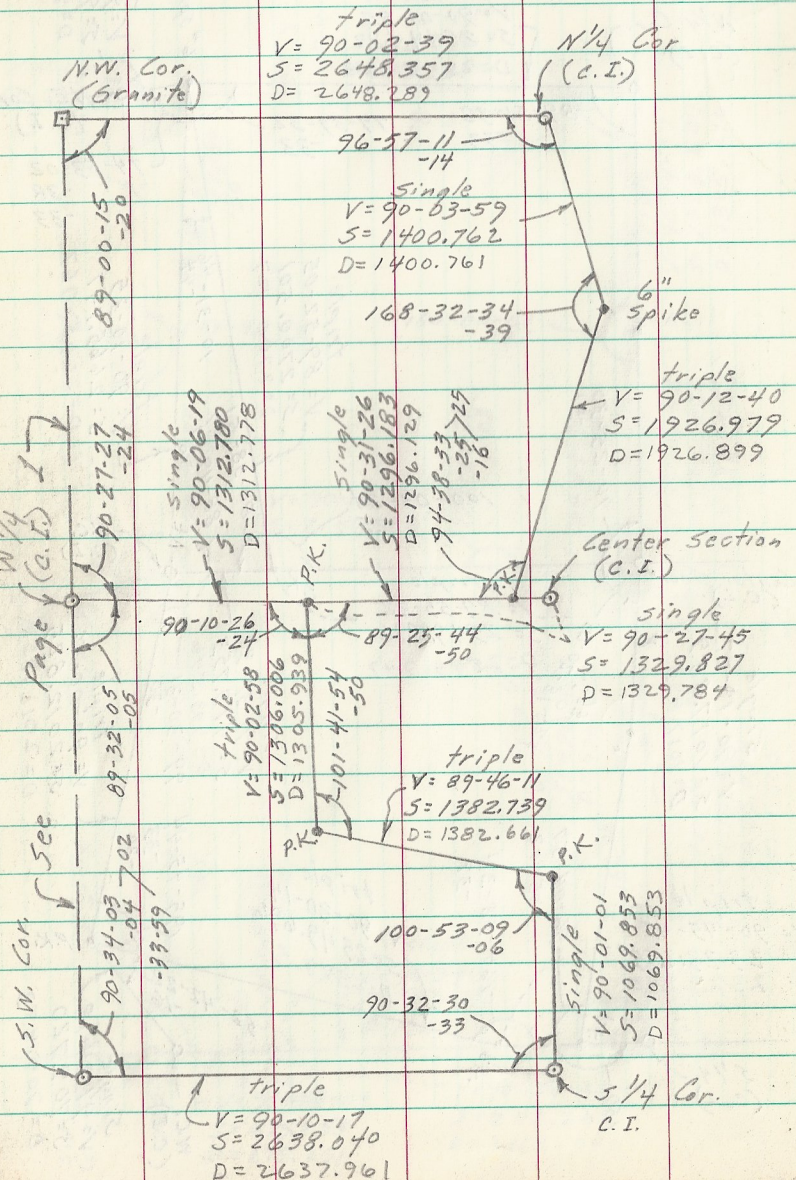 triple
V = 90-02-39
S = 2648.357
D = 2648.289
N.W. Cor.
(Granite)
N 1/4 Cor
(C.I.)
96-57-11
-14
89-00-15
-20
Single
V = 90-03-59
S = 1400.762
D = 1400.761
168-32-34
-39
6"
Spike
triple
V = 90-12-40
S = 1926.979
D = 1926.899
90-27-27
-24
single
V = 90-06-19
S = 1312.780
D = 1312.778
Single
V = 90-31-26
S = 1296.183
D = 1296.129
94-38-33
-25 / 25
-16
W 1/4
(C.I.)
Page 1
P.K.
P.K.
Center Section
(C.I.)
90-10-26
-24
89-25-44
-50
single
V = 90-27-45
S = 1329.827
D = 1329.784
89-32-05
-05
triple
V = 90-02-58
S = 1306.006
D = 1305.939
101-41-54
-50
triple
V = 89-46-11
S = 1382.739
D = 1382.661
P.K.
P.K.
See
S.W. Cor.
90-34-03
-04 / 02
-33-59
100-53-09
-06
Single
V = 90-01-01
S = 1069.853
D = 1069.853
90-32-30
-33
triple
V = 90-10-17
S = 2638.040
D = 2637.961
S 1/4 Cor.
C.I.